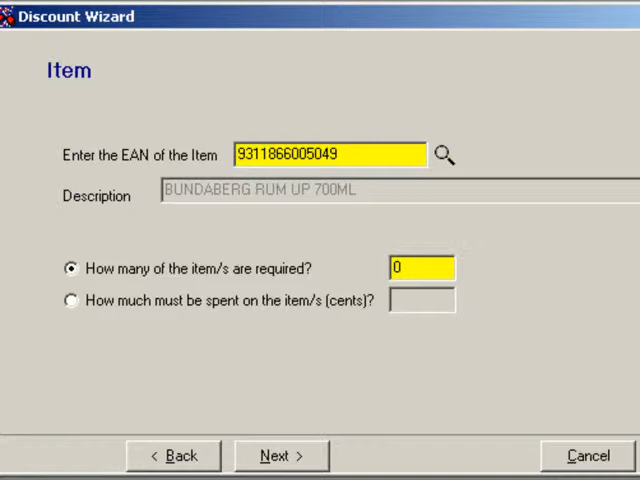 Discount Wizard
Item
Enter the EAN of the Item 9311866005049
Description BUNDABERG RUM UP 700ML
How many of the item/s are required? 0
How much must be spent on the item/s (cents)?
< Back Next > Cancel